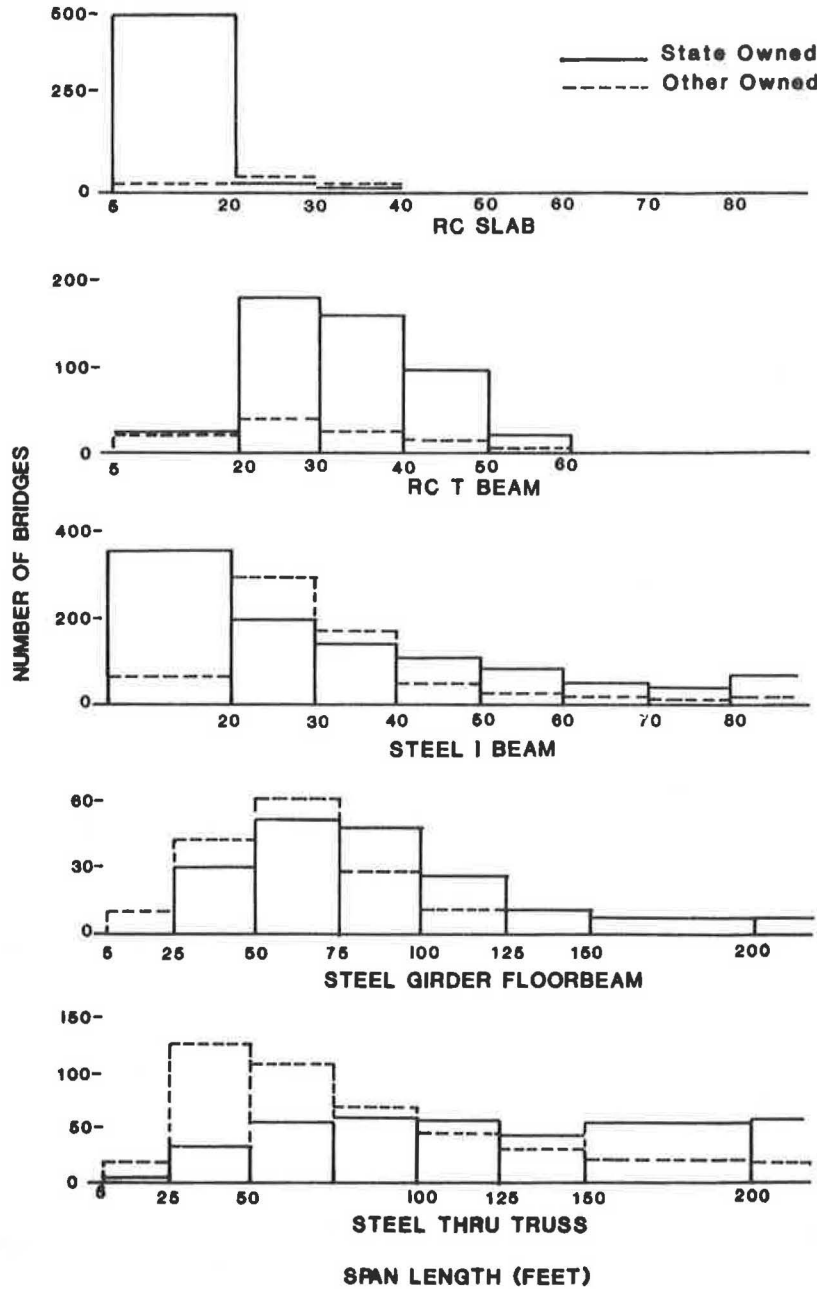 500-
State Owned
250-
Other Owned
0
5 20 30 40 50 60 60 70 80
RC SLAB
200-
100-
0
5 20 30 40 50 60
RC T BEAM
NUMBER OF BRIDGES
400-
200-
0
20 30 40 50 60 70 80
STEEL I BEAM
60-
30-
0
5 25 50 75 100 125 150 200
STEEL GIRDER FLOORBEAM
150-
100-
50-
0
5 25 50 100 125 150 200
STEEL THRU TRUSS
SPAN LENGTH (FEET)